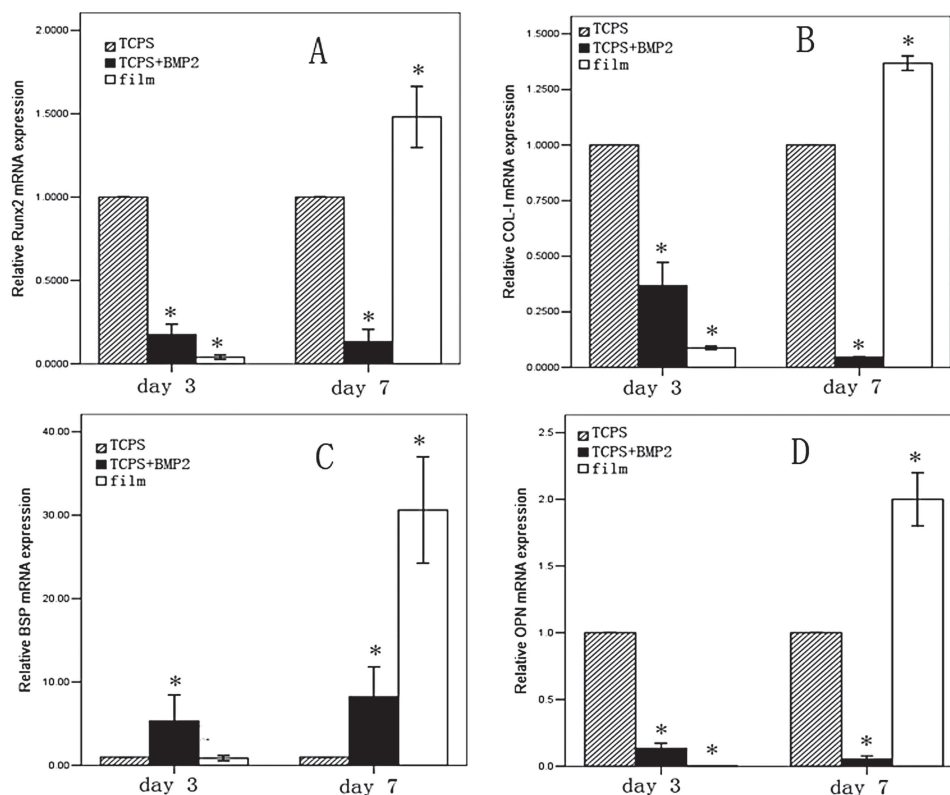 2.0000
1.5000
1.0000
0.5000
0.0000
Relative Runx2 mRNA expression
TCPS
TCPS+BMP2
film
A
*
*
*
day 3
day 7
1.5000
1.2500
1.0000
0.7500
0.5000
0.2500
0.0000
Relative COL-I mRNA expression
TCPS
TCPS+BMP2
film
B
*
*
*
*
day 3
day 7
40.00
30.00
20.00
10.00
0.00
Relative BSP mRNA expression
TCPS
TCPS+BMP2
film
C
*
*
*
day 3
day 7
2.5
2.0
1.5
1.0
0.5
0.0
Relative OPN mRNA expression
TCPS
TCPS+BMP2
film
D
*
*
*
*
day 3
day 7